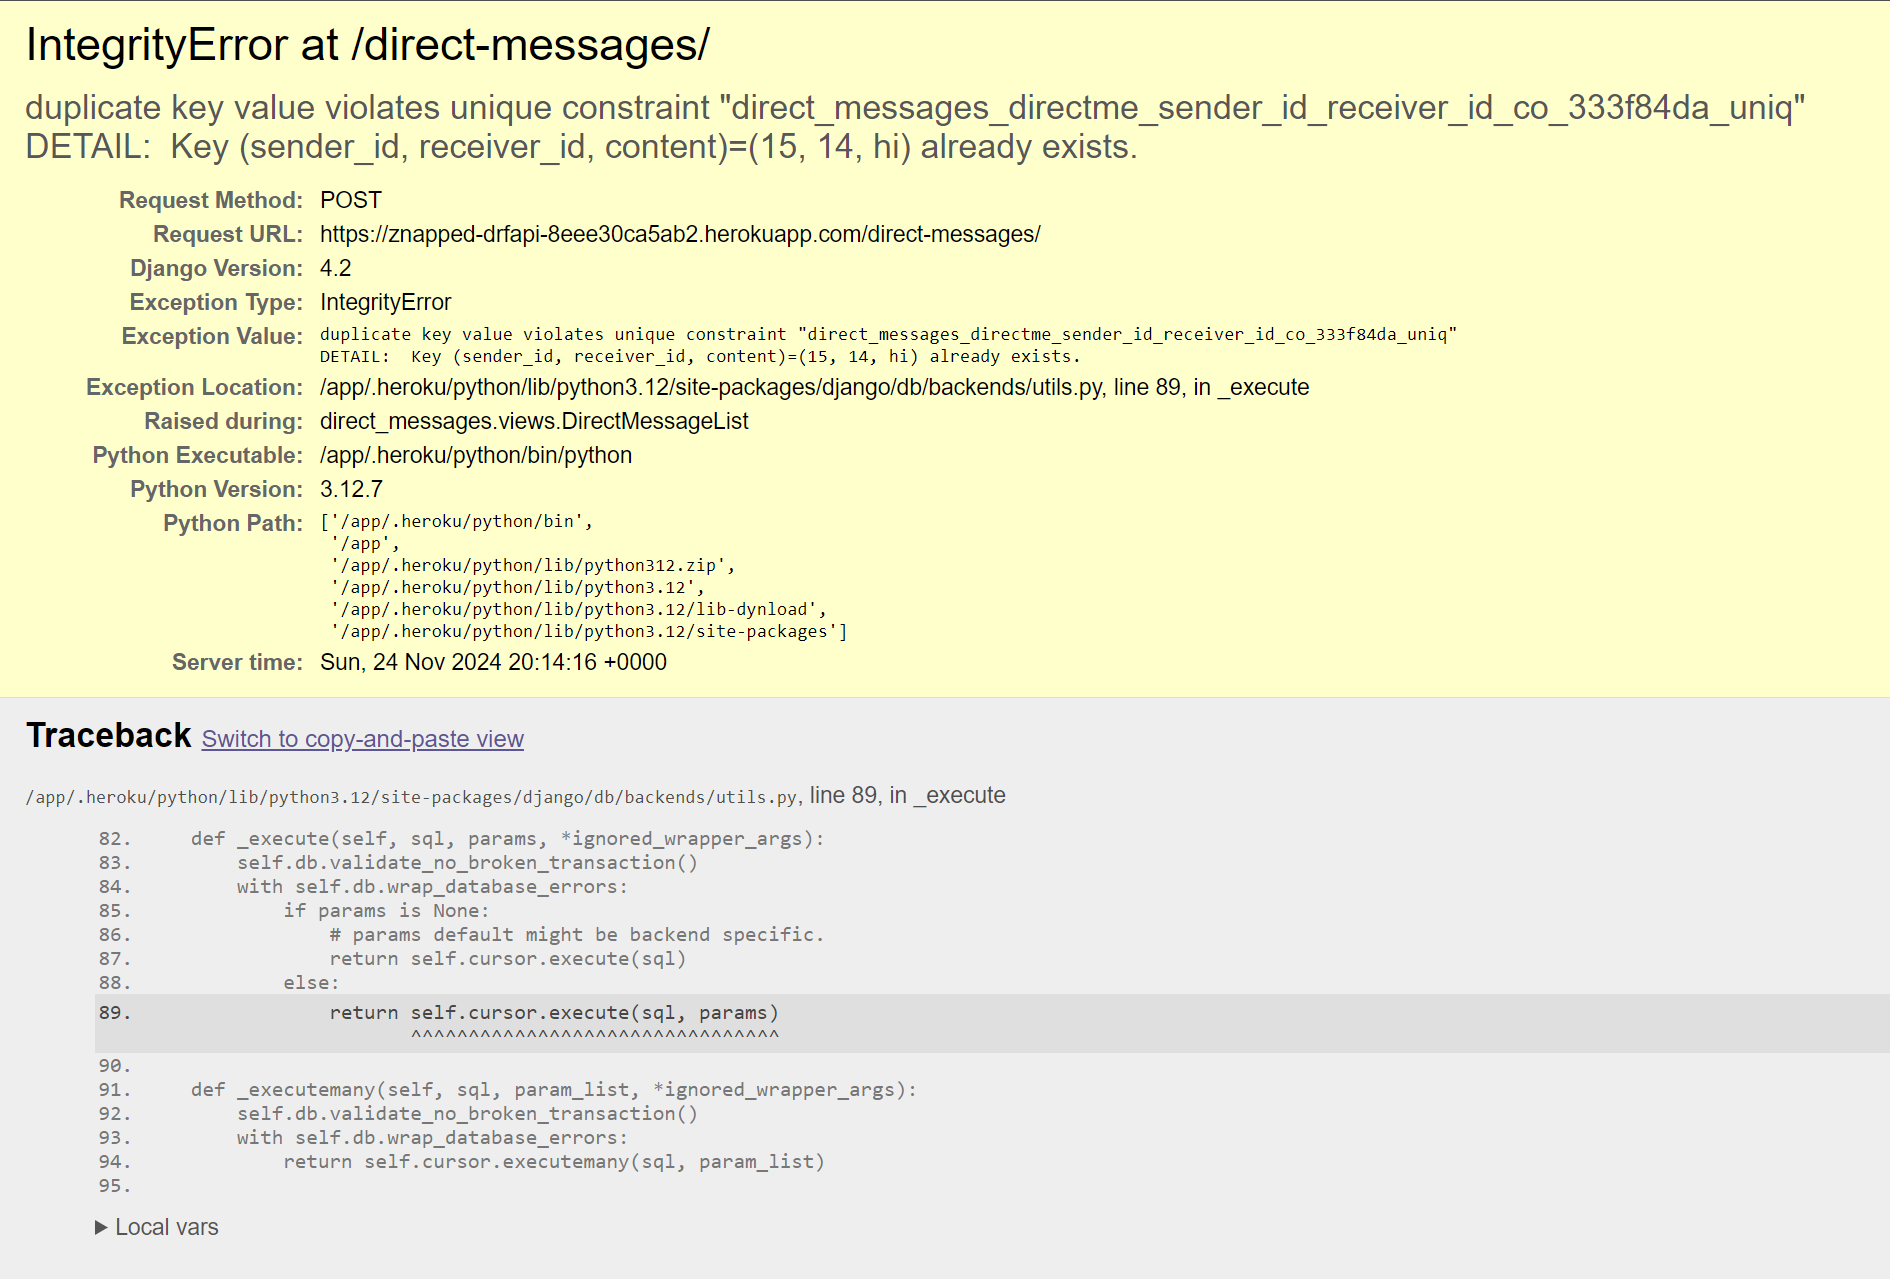 IntegrityError at /direct-messages/
duplicate key value violates unique constraint "direct_messages_directme_sender_id_receiver_id_co_333f84da_uniq"
DETAIL:  Key (sender_id, receiver_id, content)=(15, 14, hi) already exists.
Request Method: POST
Request URL: https://znapped-drfapi-8eee30ca5ab2.herokuapp.com/direct-messages/
Django Version: 4.2
Exception Type: IntegrityError
Exception Value: duplicate key value violates unique constraint "direct_messages_directme_sender_id_receiver_id_co_333f84da_uniq"
DETAIL:  Key (sender_id, receiver_id, content)=(15, 14, hi) already exists.
Exception Location: /app/.heroku/python/lib/python3.12/site-packages/django/db/backends/utils.py, line 89, in _execute
Raised during: direct_messages.views.DirectMessageList
Python Executable: /app/.heroku/python/bin/python
Python Version: 3.12.7
Python Path: ['/app/.heroku/python/bin',
'/app',
'/app/.heroku/python/lib/python312.zip',
'/app/.heroku/python/lib/python3.12',
'/app/.heroku/python/lib/python3.12/lib-dynload',
'/app/.heroku/python/lib/python3.12/site-packages']
Server time: Sun, 24 Nov 2024 20:14:16 +0000
Traceback Switch to copy-and-paste view
/app/.heroku/python/lib/python3.12/site-packages/django/db/backends/utils.py, line 89, in _execute
82.     def _execute(self, sql, params, *ignored_wrapper_args):
83.         self.db.validate_no_broken_transaction()
84.         with self.db.wrap_database_errors:
85.             if params is None:
86.                 # params default might be backend specific.
87.                 return self.cursor.execute(sql)
88.             else:
89.                 return self.cursor.execute(sql, params)
^^^^^^^^^^^^^^^^^^^^^^^^^^^^^^^^
90.
91.     def _executemany(self, sql, param_list, *ignored_wrapper_args):
92.         self.db.validate_no_broken_transaction()
93.         with self.db.wrap_database_errors:
94.             return self.cursor.executemany(sql, param_list)
95.
▶ Local vars